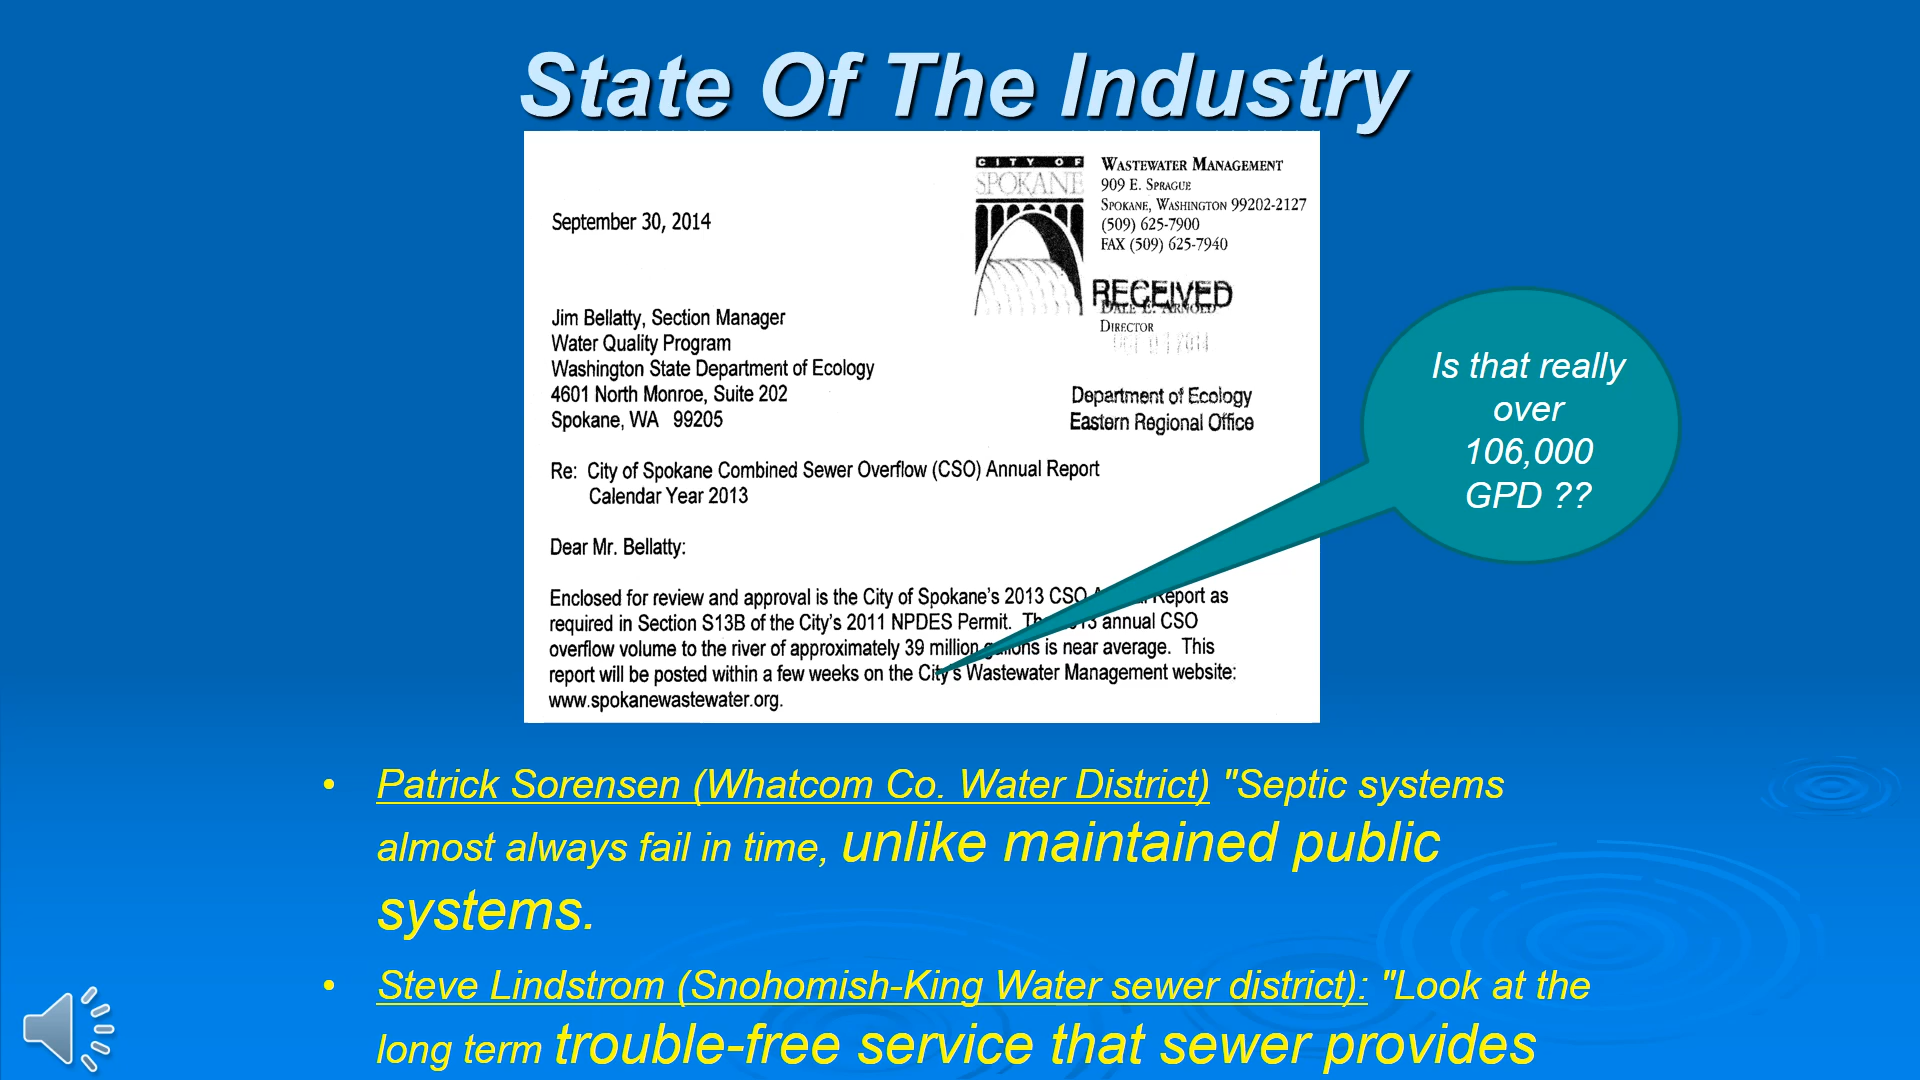 State Of The Industry
CITY OF
SPOKANE
WASTEWATER MANAGEMENT
909 E. SPRAGUE
SPOKANE, WASHINGTON 99202-2127
(509) 625-7900
FAX (509) 625-7940
September 30, 2014
RECEIVED
DALE E. ARNOLD
DIRECTOR
Jim Bellatty, Section Manager
Water Quality Program
Washington State Department of Ecology
4601 North Monroe, Suite 202
Spokane, WA 99205
Department of Ecology
Eastern Regional Office
Re: City of Spokane Combined Sewer Overflow (CSO) Annual Report
Calendar Year 2013
Dear Mr. Bellatty:
Enclosed for review and approval is the City of Spokane's 2013 CSO Report as
required in Section S13B of the City's 2011 NPDES Permit. annual CSO
overflow volume to the river of approximately 39 million gallons is near average. This
report will be posted within a few weeks on the City's Wastewater Management website:
www.spokanewastewater.org.
Is that really
over
106,000
GPD ??
• Patrick Sorensen (Whatcom Co. Water District) "Septic systems
almost always fail in time, unlike maintained public
systems.
• Steve Lindstrom (Snohomish-King Water sewer district): "Look at the
long term trouble-free service that sewer provides